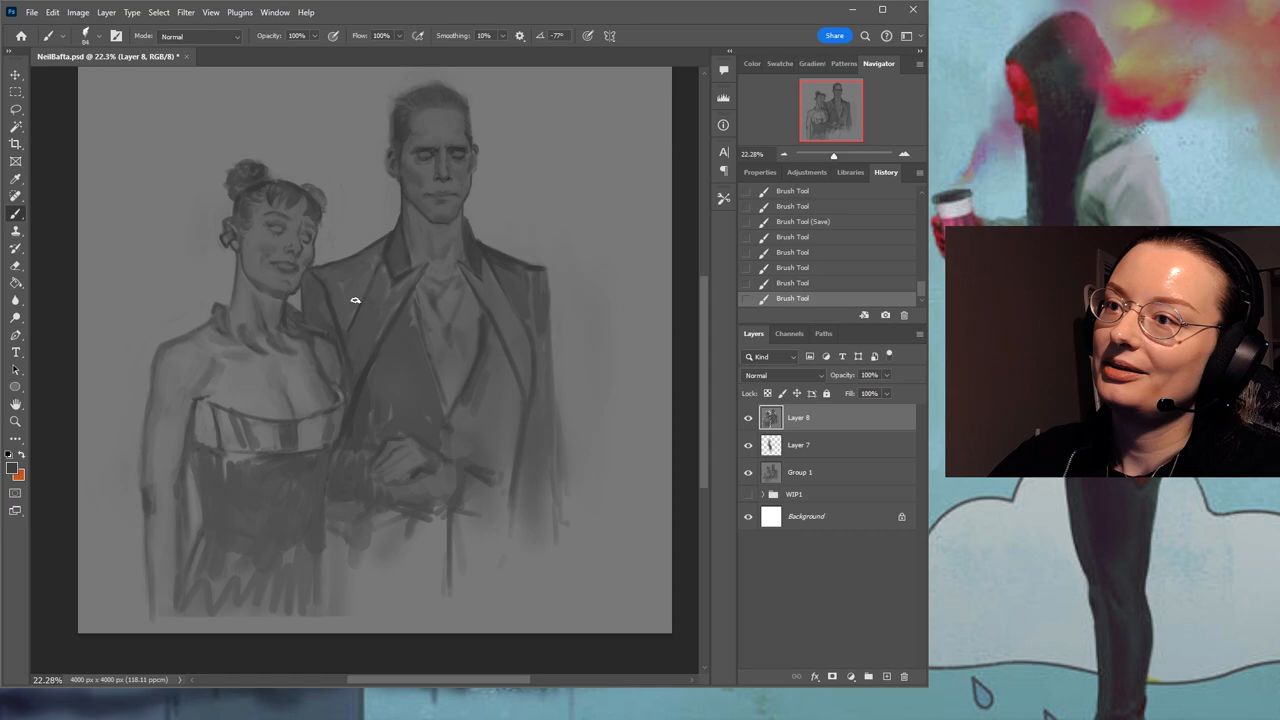 Ps File Edit Image Layer Type Select Filter View Plugins Window Help
84 Mode: Normal Opacity: 100% Flow: 100% Smoothing: 10% -77° Share
NeilBafta.psd @ 22.3% (Layer 8, RGB/8) *
Color Swatche Gradien Patterns Navigator
22.28%
Properties Adjustments Libraries History
Brush Tool
Brush Tool
Brush Tool (Save)
Brush Tool
Brush Tool
Brush Tool
Brush Tool
Brush Tool
Layers Channels Paths
Kind
Normal Opacity: 100%
Lock: Fill: 100%
Layer 8
Layer 7
Group 1
WIP1
Background
fx
22.28% 4000 px x 4000 px (118.11 ppcm)